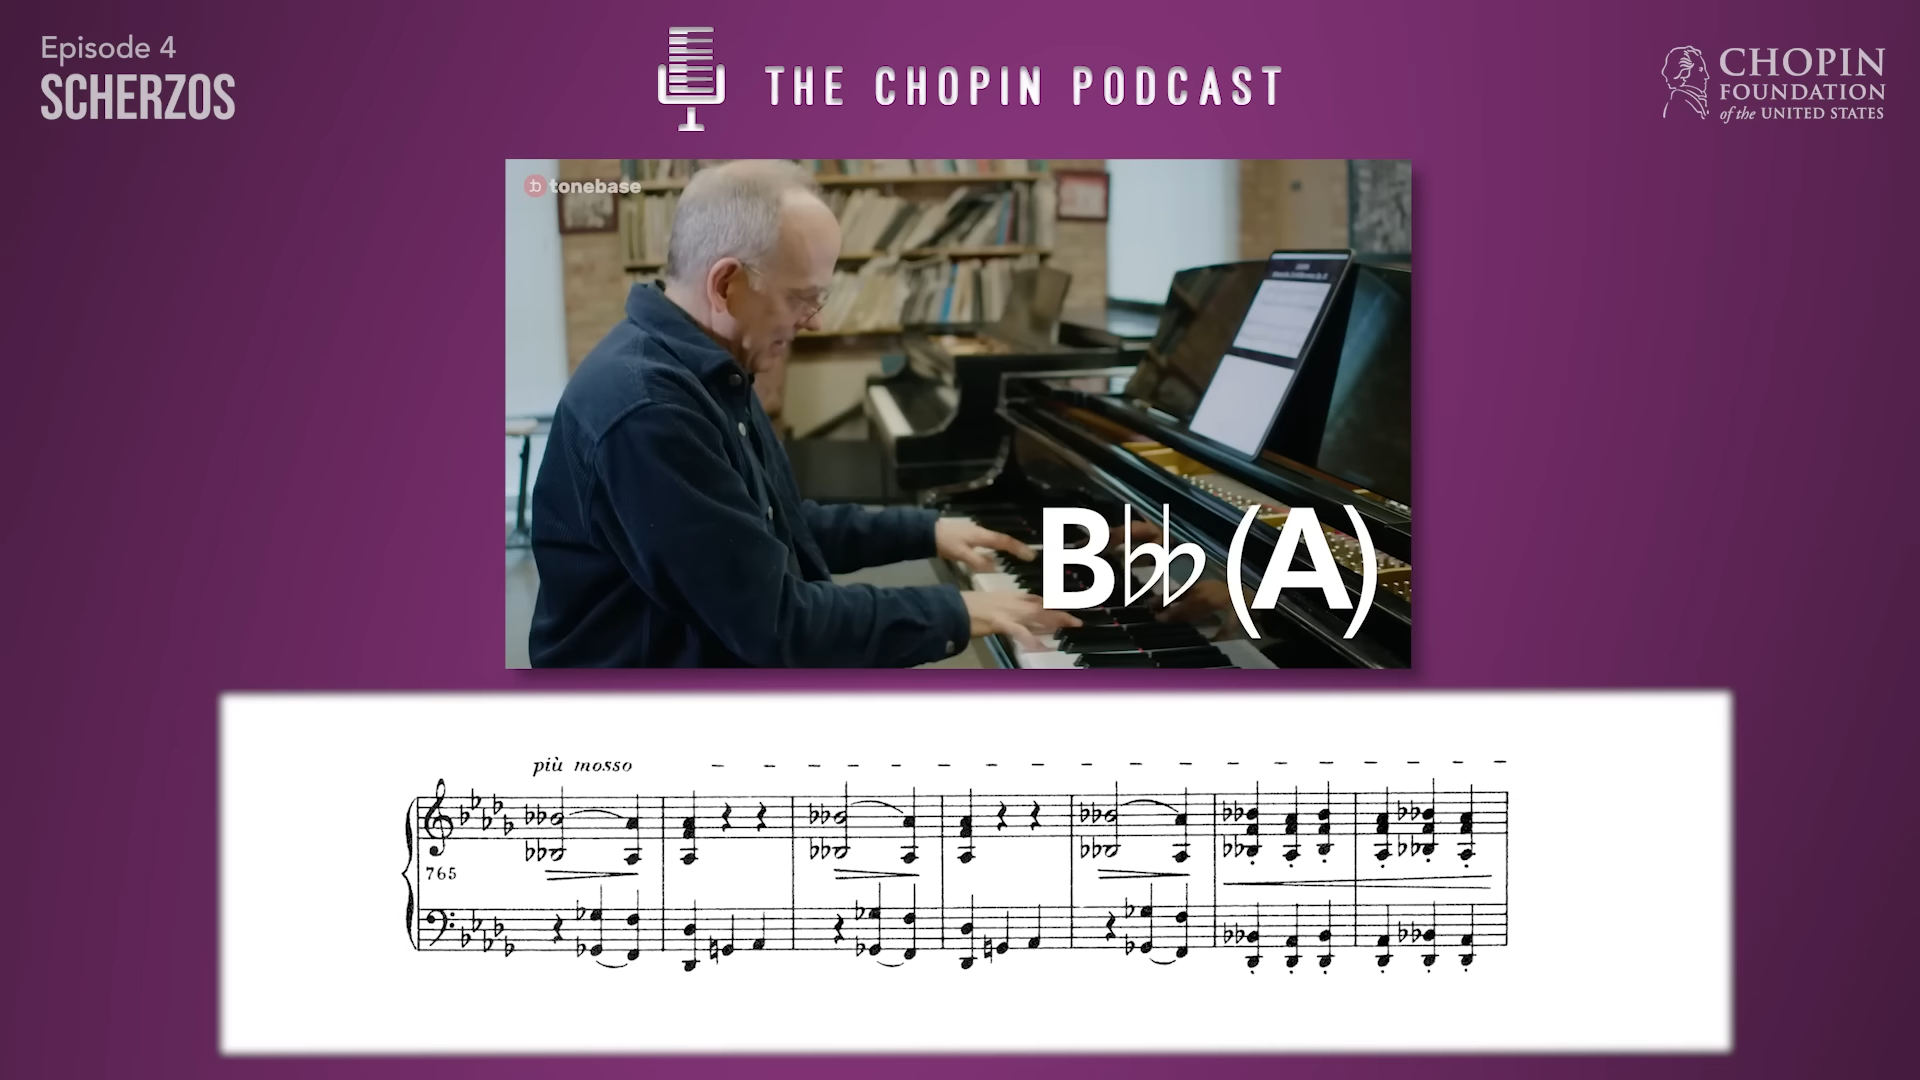 Episode 4
SCHERZOS
THE CHOPIN PODCAST
CHOPIN
FOUNDATION
of the UNITED STATES
tonebase
B𝄫 (A)
più mosso
765